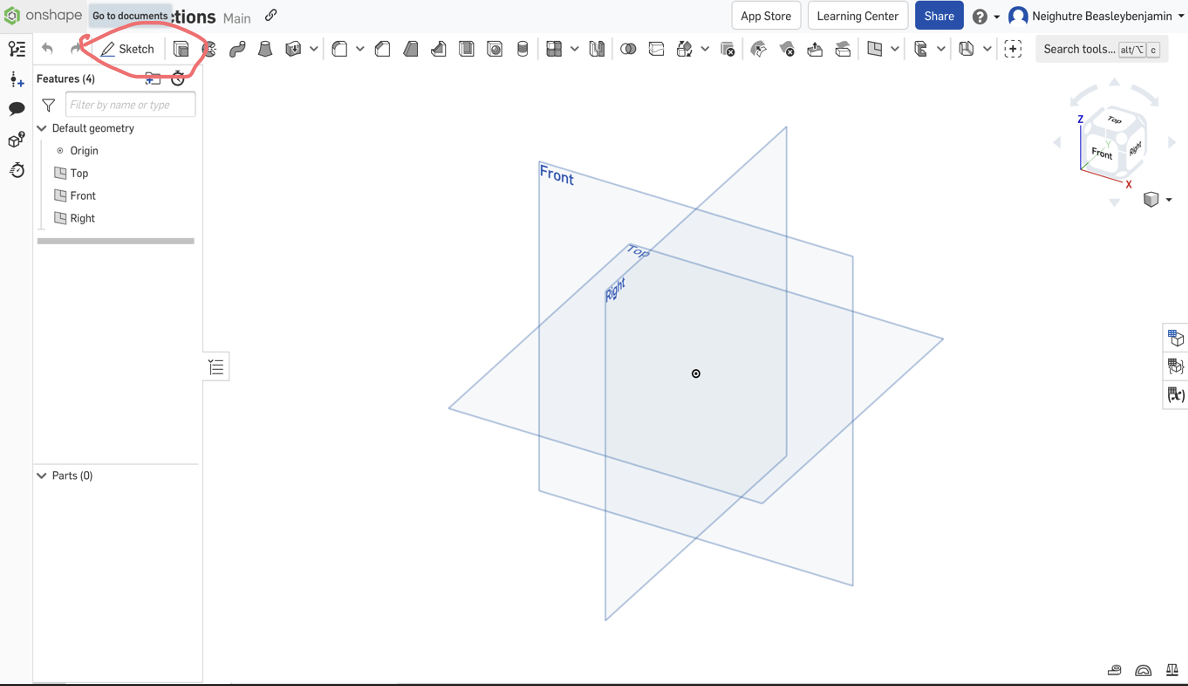 onshape Go to documents ctions Main App Store Learning Center Share Neighutre Beasleybenjamin
Sketch Search tools... alt/⌥ c
Features (4)
Filter by name or type
Default geometry
Origin
Top
Front
Right
Parts (0)
Front
Top
Right
Z
Top
Y
Front
Right
X